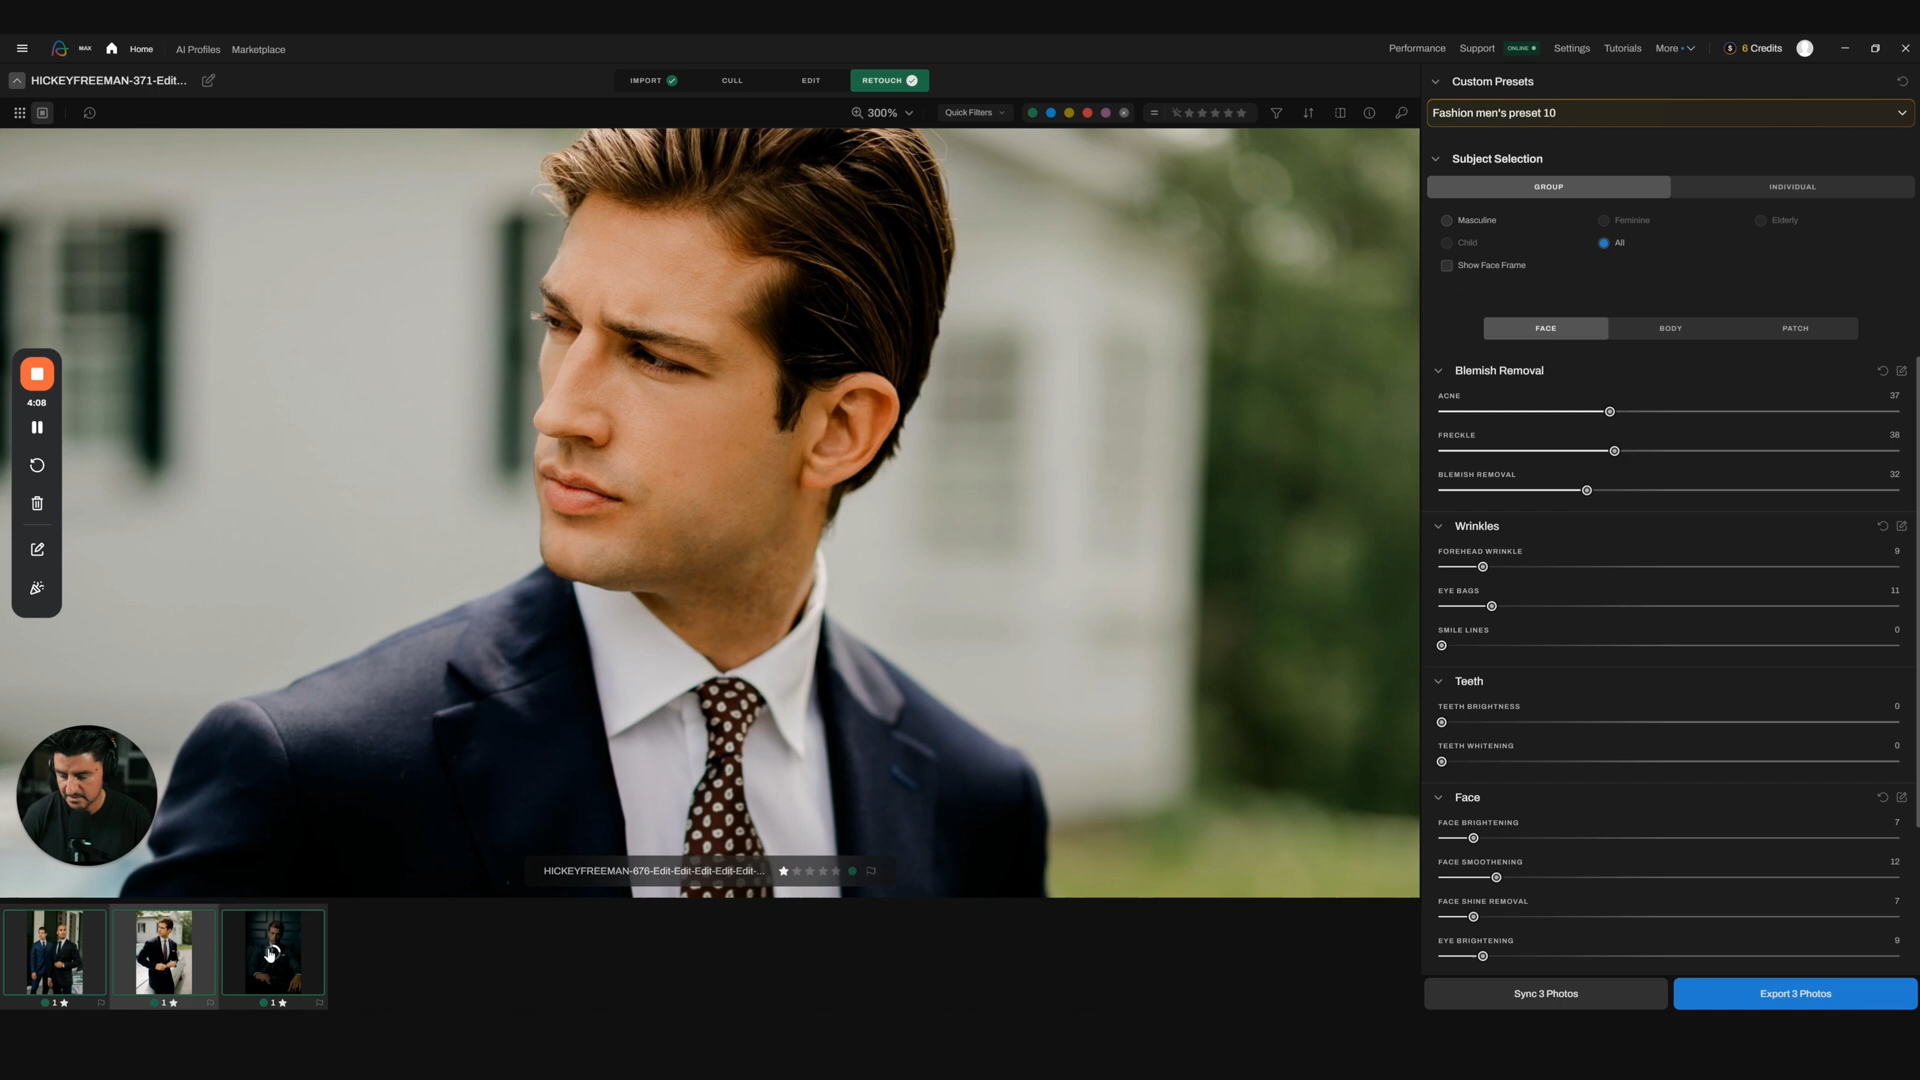 MAX
Home
AI Profiles
Marketplace
Performance
Support
ONLINE
Settings
Tutorials
More
6 Credits
HICKEYFREEMAN-371-Edit...
IMPORT
CULL
EDIT
RETOUCH
300%
Quick Filters
Custom Presets
Fashion men's preset 10
Subject Selection
GROUP
INDIVIDUAL
Masculine
Feminine
Elderly
Child
All
Show Face Frame
FACE
BODY
PATCH
Blemish Removal
ACNE
37
FRECKLE
38
BLEMISH REMOVAL
32
Wrinkles
FOREHEAD WRINKLE
9
EYE BAGS
11
SMILE LINES
0
Teeth
TEETH BRIGHTNESS
0
TEETH WHITENING
0
Face
FACE BRIGHTENING
7
FACE SMOOTHENING
12
FACE SHINE REMOVAL
7
EYE BRIGHTENING
9
Sync 3 Photos
Export 3 Photos
4:08
HICKEYFREEMAN-676-Edit-Edit-Edit-Edit-Edit-...
1
1
1